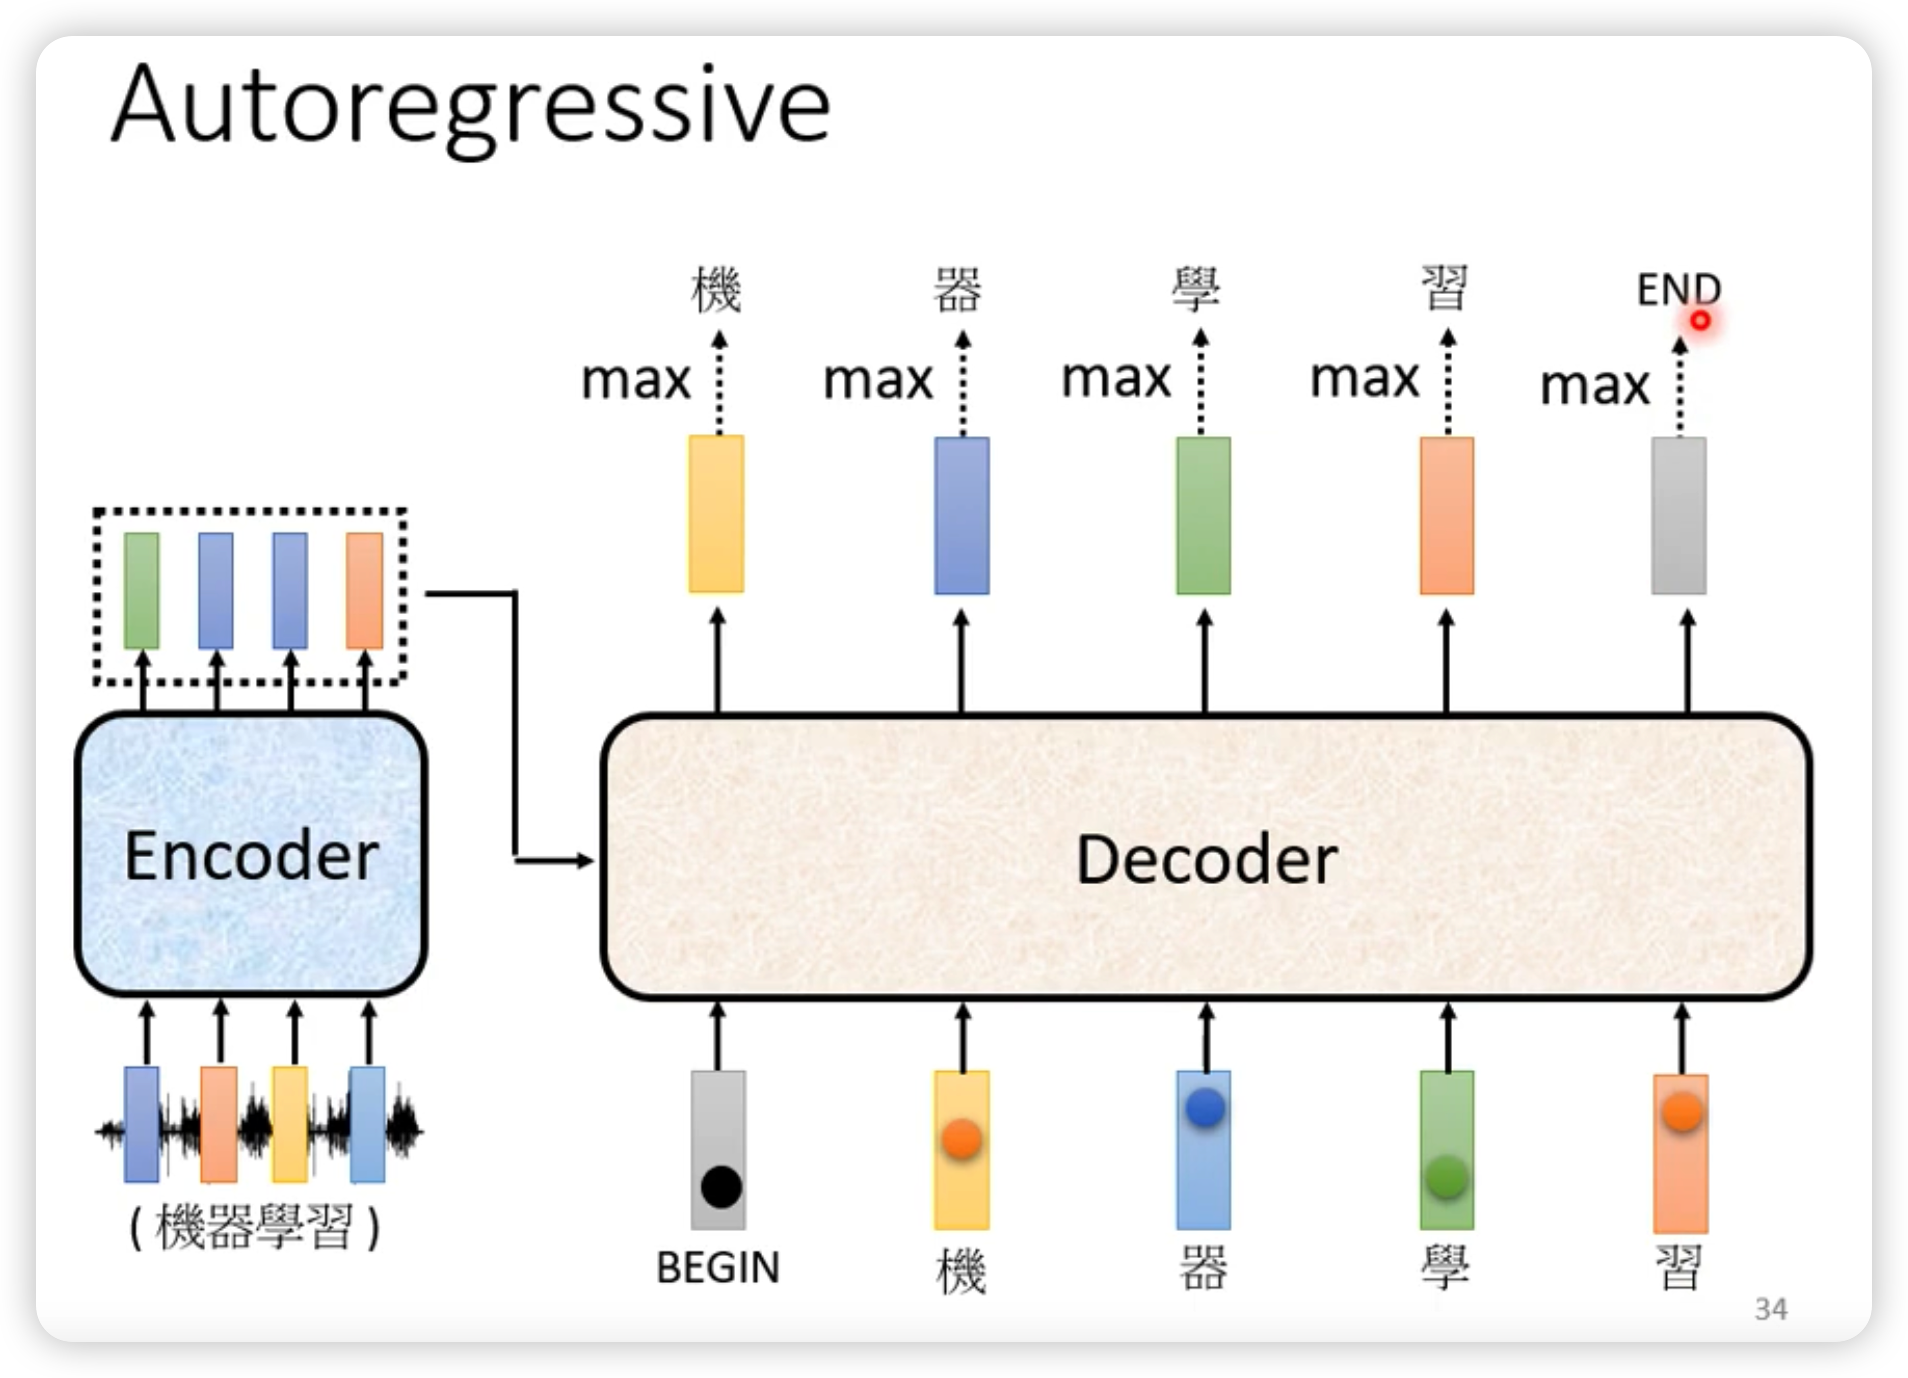 Autoregressive
機 器 學 習 END
max max max max max
Encoder
Decoder
(機器學習)
BEGIN 機 器 學 習
34